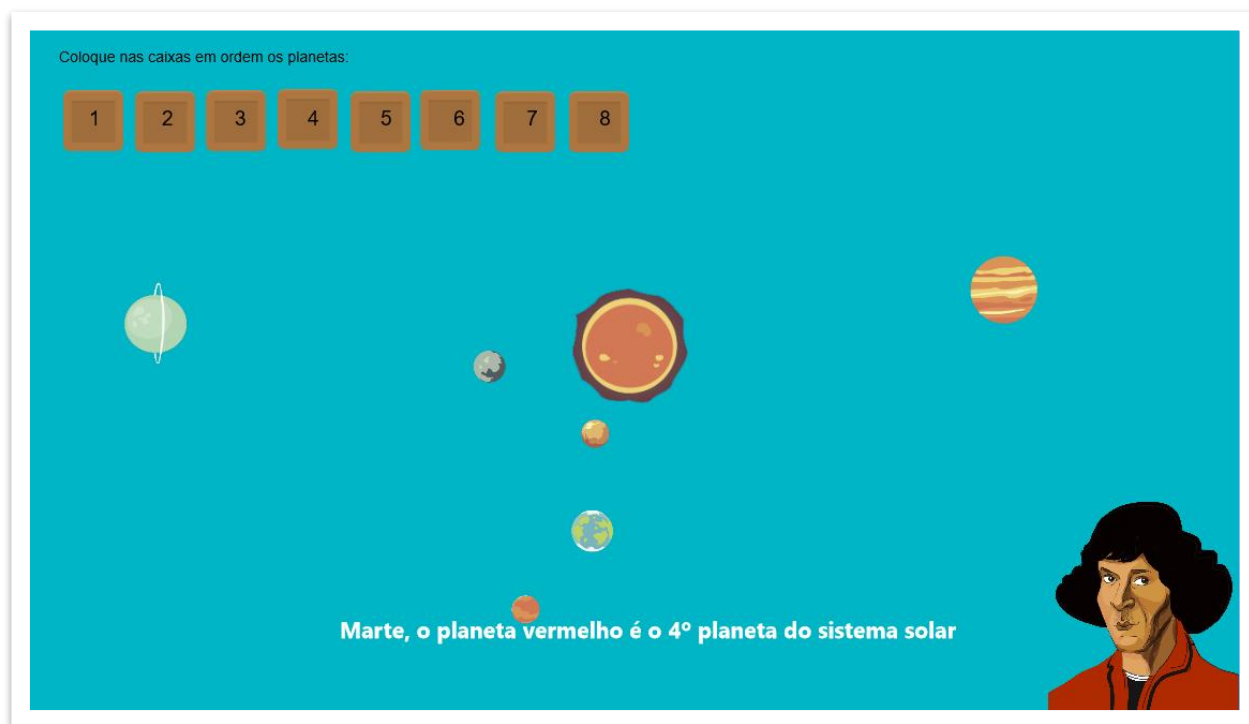 Coloque nas caixas em ordem os planetas:
1 2 3 4 5 6 7 8
Marte, o planeta vermelho é o 4º planeta do sistema solar